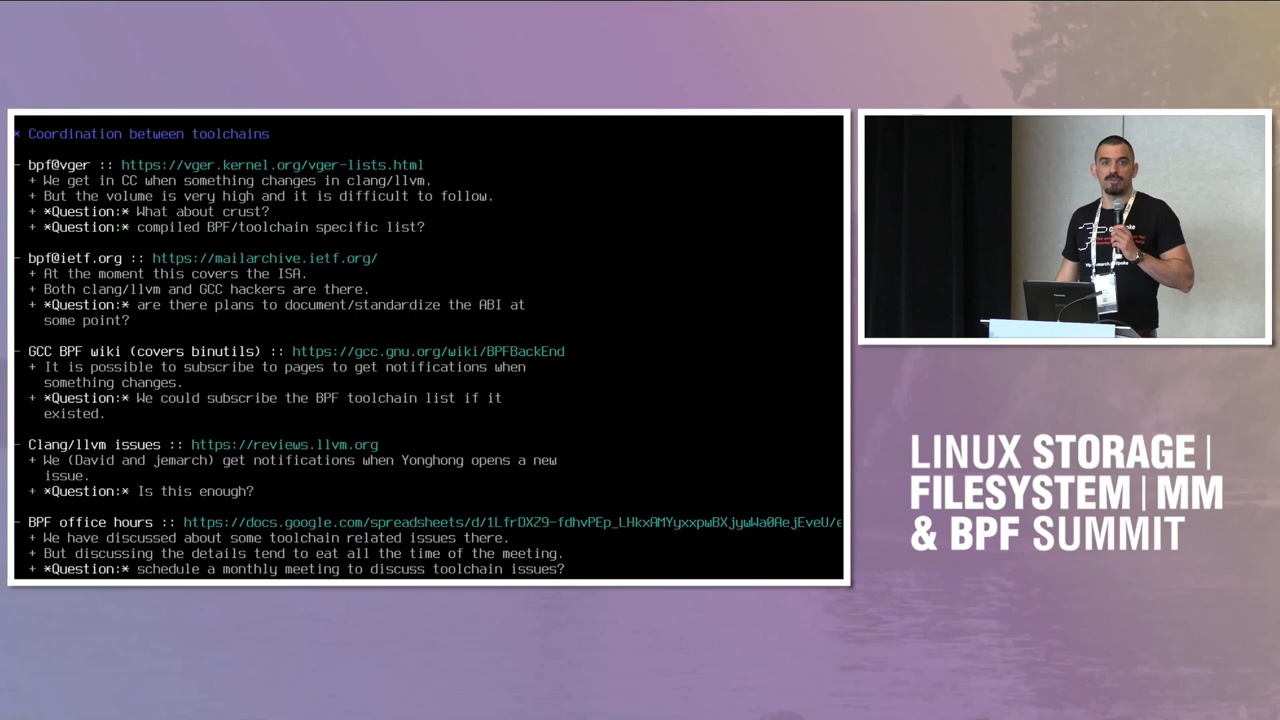 * Coordination between toolchains
- bpf@vger :: https://vger.kernel.org/vger-lists.html
+ We get in CC when something changes in clang/llvm.
+ But the volume is very high and it is difficult to follow.
+ *Question:* What about crust?
+ *Question:* compiled BPF/toolchain specific list?
- bpf@ietf.org :: https://mailarchive.ietf.org/
+ At the moment this covers the ISA.
+ Both clang/llvm and GCC hackers are there.
+ *Question:* are there plans to document/standardize the ABI at
some point?
- GCC BPF wiki (covers binutils) :: https://gcc.gnu.org/wiki/BPFBackEnd
+ It is possible to subscribe to pages to get notifications when
something changes.
+ *Question:* We could subscribe the BPF toolchain list if it
existed.
- Clang/llvm issues :: https://reviews.llvm.org
+ We (David and jemarch) get notifications when Yonghong opens a new
issue.
+ *Question:* Is this enough?
- BPF office hours :: https://docs.google.com/spreadsheets/d/1LfrDXZ9-fdhvPEp_LHkxAMYyxxpwBXjywWa0AejEveU/e
+ We have discussed about some toolchain related issues there.
+ But discussing the details tend to eat all the time of the meeting.
+ *Question:* schedule a monthly meeting to discuss toolchain issues?
LINUX STORAGE |
FILESYSTEM | MM
& BPF SUMMIT